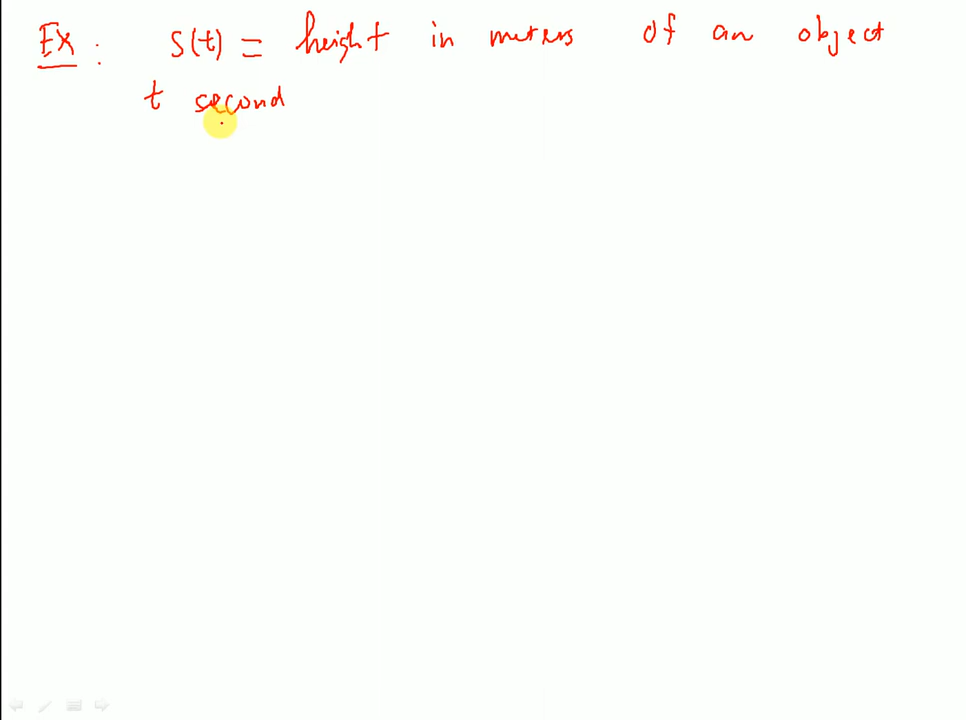 Ex : S(t) = height in meters of an object
t second